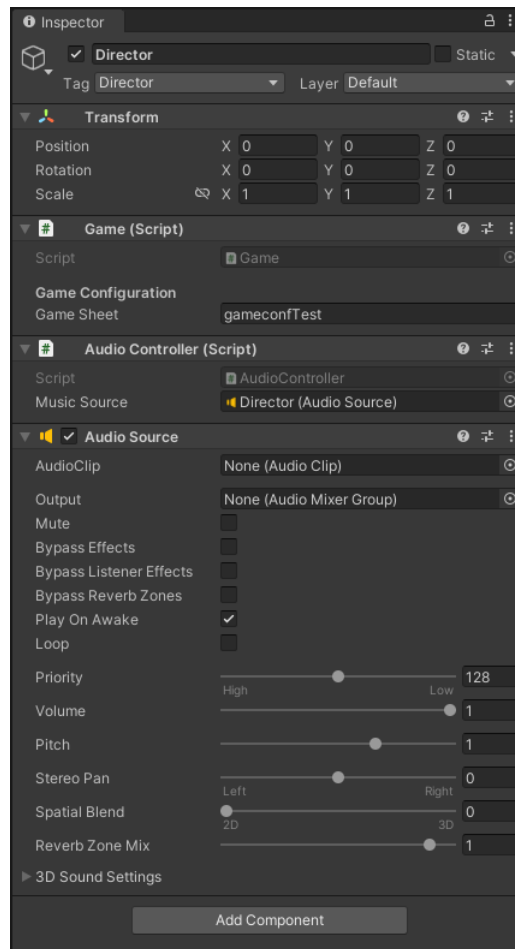 Inspector
Director Static
Tag Director Layer Default
Transform
Position X 0 Y 0 Z 0
Rotation X 0 Y 0 Z 0
Scale X 1 Y 1 Z 1
# Game (Script)
Script # Game
Game Configuration
Game Sheet gameconfTest
# Audio Controller (Script)
Script # AudioController
Music Source Director (Audio Source)
Audio Source
AudioClip None (Audio Clip)
Output None (Audio Mixer Group)
Mute
Bypass Effects
Bypass Listener Effects
Bypass Reverb Zones
Play On Awake
Loop
Priority 128
High Low
Volume 1
Pitch 1
Stereo Pan 0
Left Right
Spatial Blend 0
2D 3D
Reverb Zone Mix 1
3D Sound Settings
Add Component